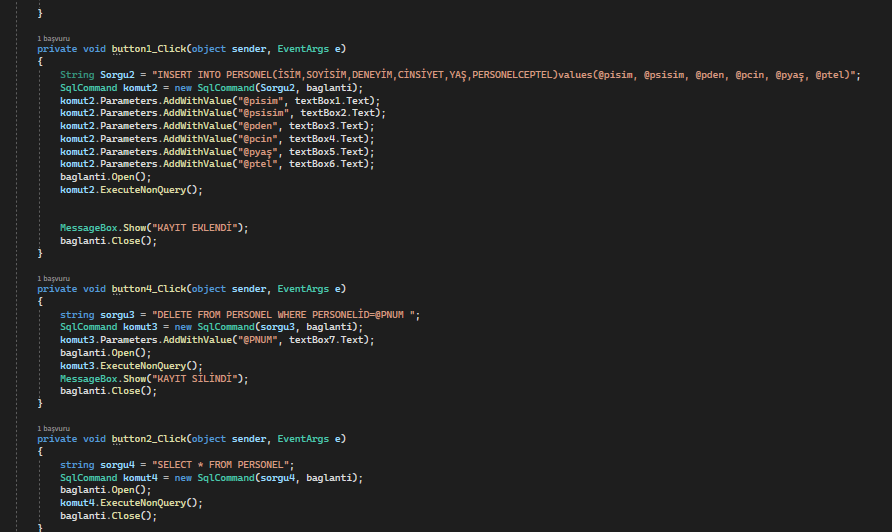 }
1 başvuru
private void button1_Click(object sender, EventArgs e)
{
String Sorgu2 = "INSERT INTO PERSONEL(İSİM,SOYİSİM,DENEYİM,CİNSİYET,YAŞ,PERSONELCEPTEL)values(@pisim, @psisim, @pden, @pcin, @pyaş, @ptel)";
SqlCommand komut2 = new SqlCommand(Sorgu2, baglanti);
komut2.Parameters.AddWithValue("@pisim", textBox1.Text);
komut2.Parameters.AddWithValue("@psisim", textBox2.Text);
komut2.Parameters.AddWithValue("@pden", textBox3.Text);
komut2.Parameters.AddWithValue("@pcin", textBox4.Text);
komut2.Parameters.AddWithValue("@pyaş", textBox5.Text);
komut2.Parameters.AddWithValue("@ptel", textBox6.Text);
baglanti.Open();
komut2.ExecuteNonQuery();
MessageBox.Show("KAYIT EKLENDİ");
baglanti.Close();
}
1 başvuru
private void button4_Click(object sender, EventArgs e)
{
string sorgu3 = "DELETE FROM PERSONEL WHERE PERSONELİD=@PNUM ";
SqlCommand komut3 = new SqlCommand(sorgu3, baglanti);
komut3.Parameters.AddWithValue("@PNUM", textBox7.Text);
baglanti.Open();
komut3.ExecuteNonQuery();
MessageBox.Show("KAYIT SİLİNDİ");
baglanti.Close();
}
1 başvuru
private void button2_Click(object sender, EventArgs e)
{
string sorgu4 = "SELECT * FROM PERSONEL";
SqlCommand komut4 = new SqlCommand(sorgu4, baglanti);
baglanti.Open();
komut4.ExecuteNonQuery();
baglanti.Close();
}